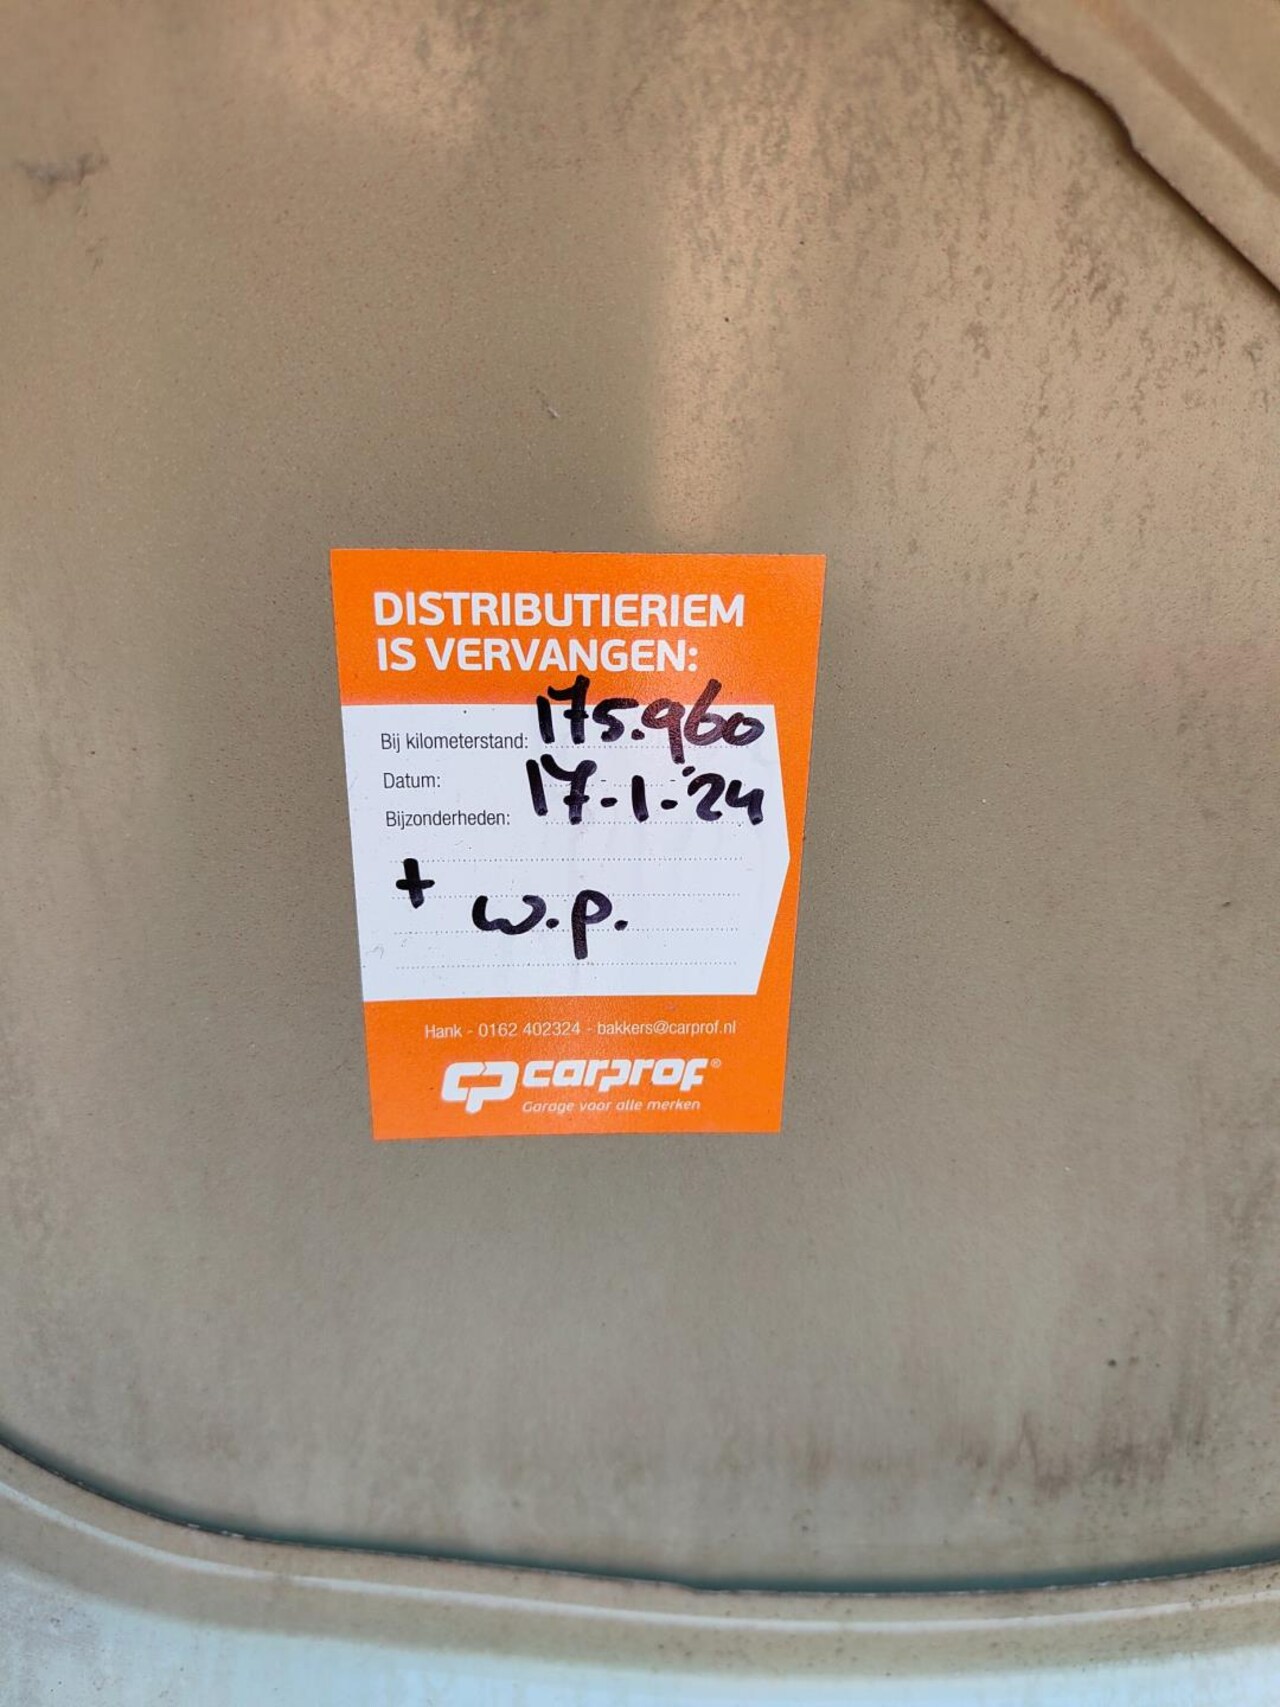 DISTRIBUTIERIEM
IS VERVANGEN:
Bij kilometerstand: 175.960
Datum: 17-1-'24
Bijzonderheden:
+ w.p.
Hank - 0162 402324 - bakkers@carprof.nl
cp carprof®
Garage voor alle merken